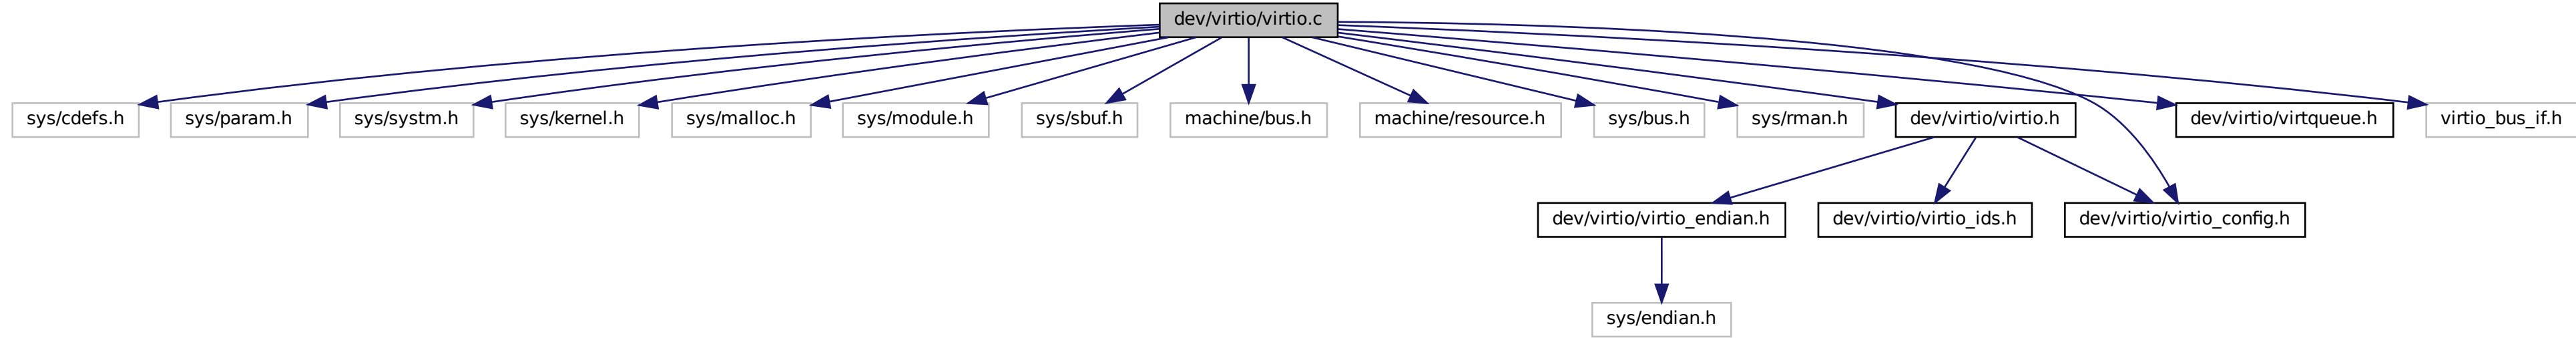 dev/virtio/virtio.c
sys/cdefs.h
sys/param.h
sys/systm.h
sys/kernel.h
sys/malloc.h
sys/module.h
sys/sbuf.h
machine/bus.h
machine/resource.h
sys/bus.h
sys/rman.h
dev/virtio/virtio.h
dev/virtio/virtqueue.h
virtio_bus_if.h
dev/virtio/virtio_endian.h
dev/virtio/virtio_ids.h
dev/virtio/virtio_config.h
sys/endian.h